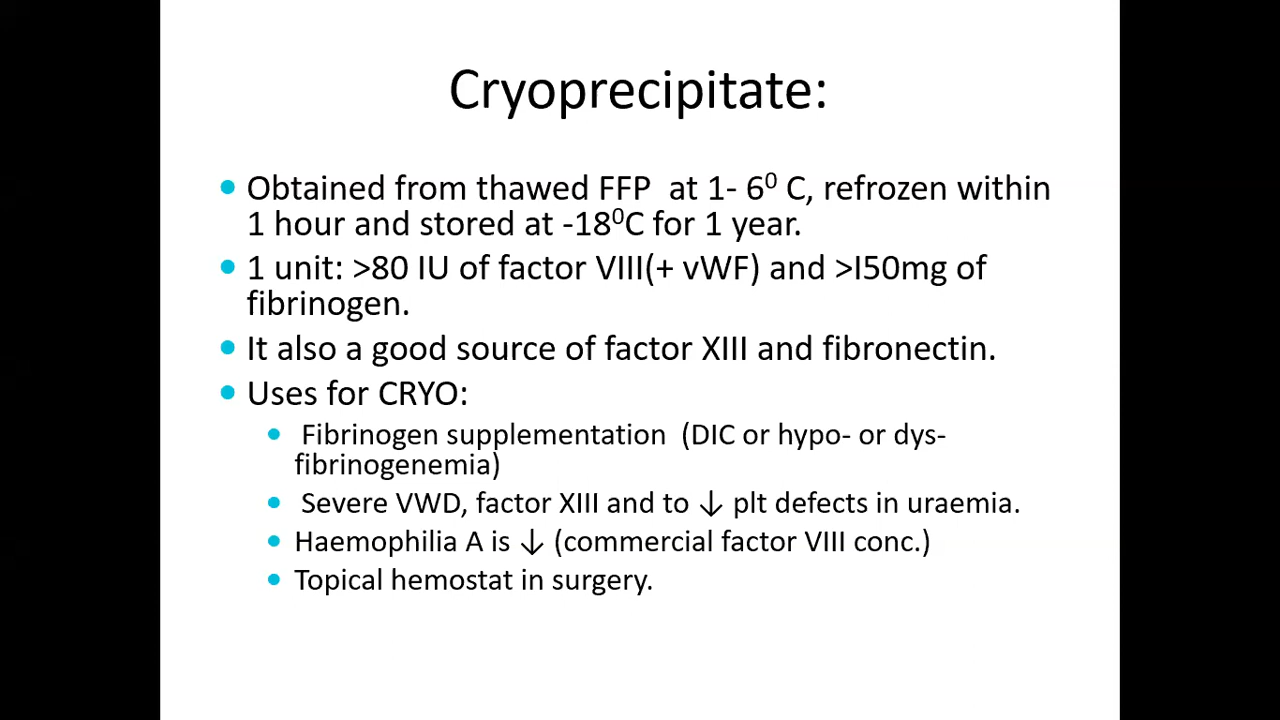 Cryoprecipitate:
• Obtained from thawed FFP at 1- 6⁰ C, refrozen within
1 hour and stored at -18⁰C for 1 year.
• 1 unit: >80 IU of factor VIII(+ vWF) and >I50mg of
fibrinogen.
• It also a good source of factor XIII and fibronectin.
• Uses for CRYO:
• Fibrinogen supplementation (DIC or hypo- or dys-
fibrinogenemia)
• Severe VWD, factor XIII and to ↓ plt defects in uraemia.
• Haemophilia A is ↓ (commercial factor VIII conc.)
• Topical hemostat in surgery.